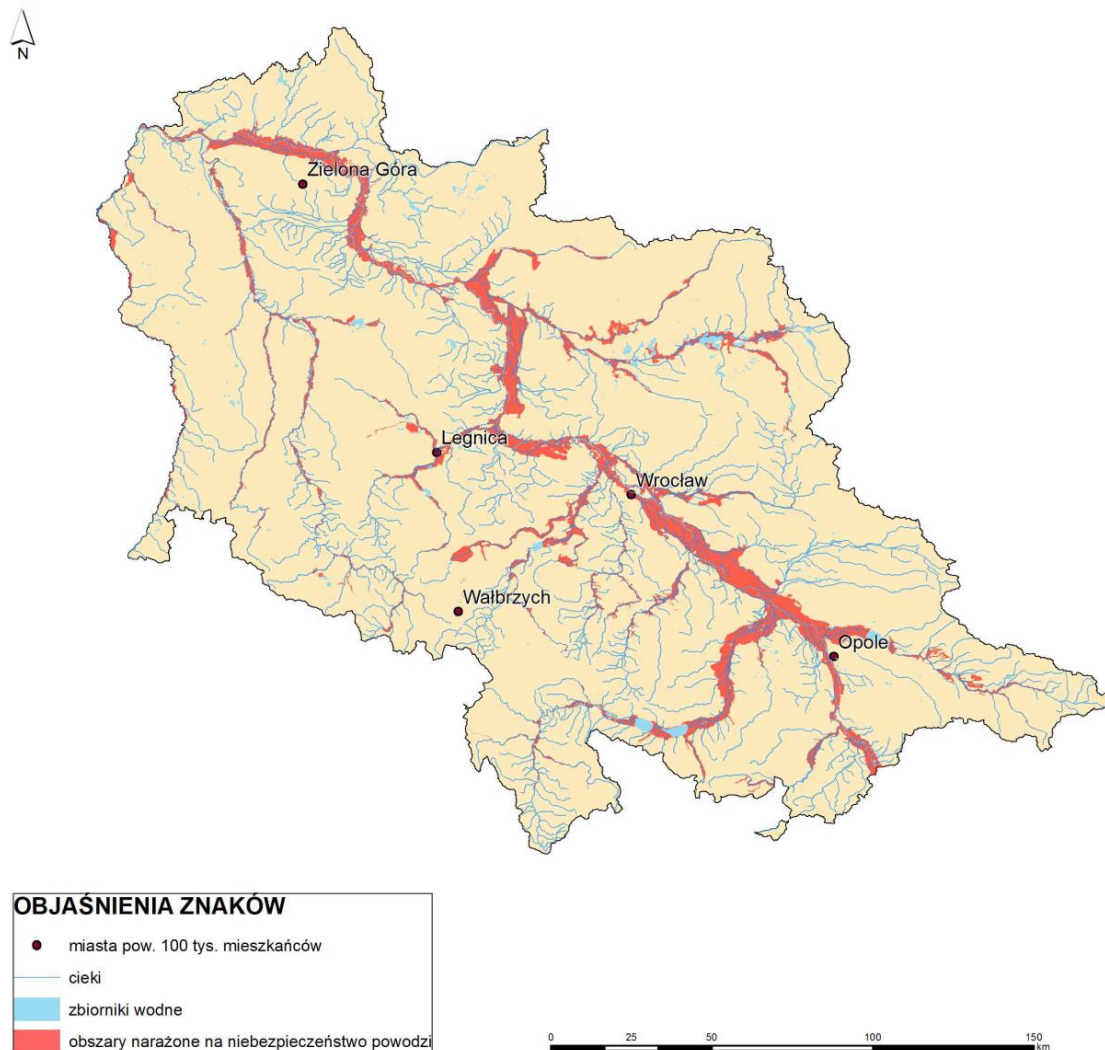 N
Zielona Góra
Legnica
Wrocław
Wałbrzych
Opole
OBJAŚNIENIA ZNAKÓW
miasta pow. 100 tys. mieszkańców
cieki
zbiorniki wodne
obszary narażone na niebezpieczeństwo powodzi
0 25 50 100 150
km